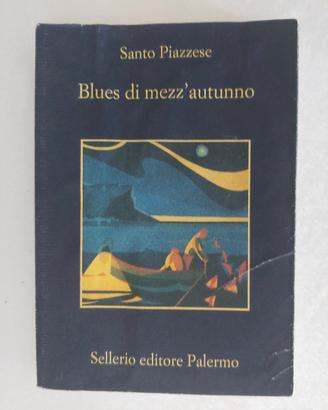 Santo Piazzese
Blues di mezz'autunno
Sellerio editore Palermo